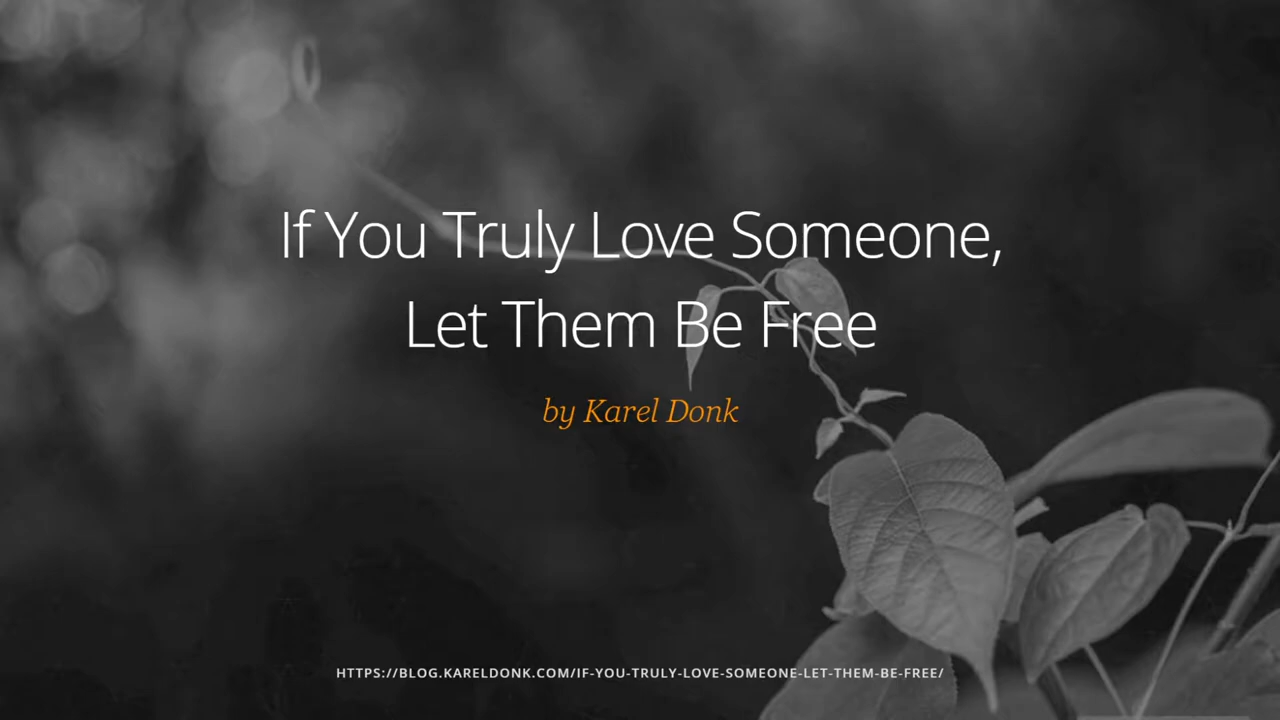 If You Truly Love Someone,
Let Them Be Free
by Karel Donk
HTTPS://BLOG.KARELDONK.COM/IF-YOU-TRULY-LOVE-SOMEONE-LET-THEM-BE-FREE/